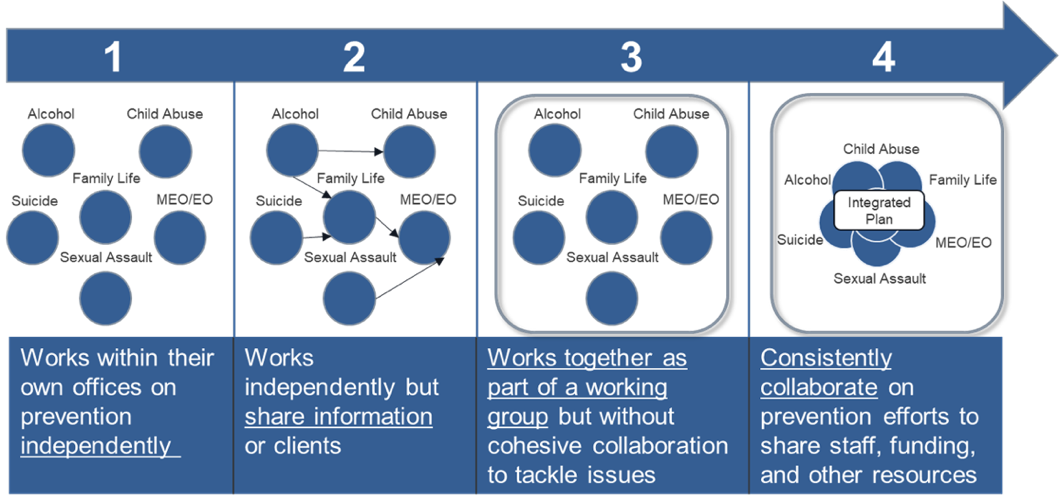 1
2
3
4
Alcohol
Child Abuse
Family Life
Suicide
MEO/EO
Sexual Assault
Alcohol
Child Abuse
Family Life
Suicide
MEO/EO
Sexual Assault
Alcohol
Child Abuse
Family Life
Suicide
MEO/EO
Sexual Assault
Child Abuse
Alcohol
Family Life
Integrated
Plan
Suicide
MEO/EO
Sexual Assault
Works within their
own offices on
prevention
independently
Works
independently but
share information
or clients
Works together as
part of a working
group but without
cohesive collaboration
to tackle issues
Consistently
collaborate on
prevention efforts to
share staff, funding,
and other resources